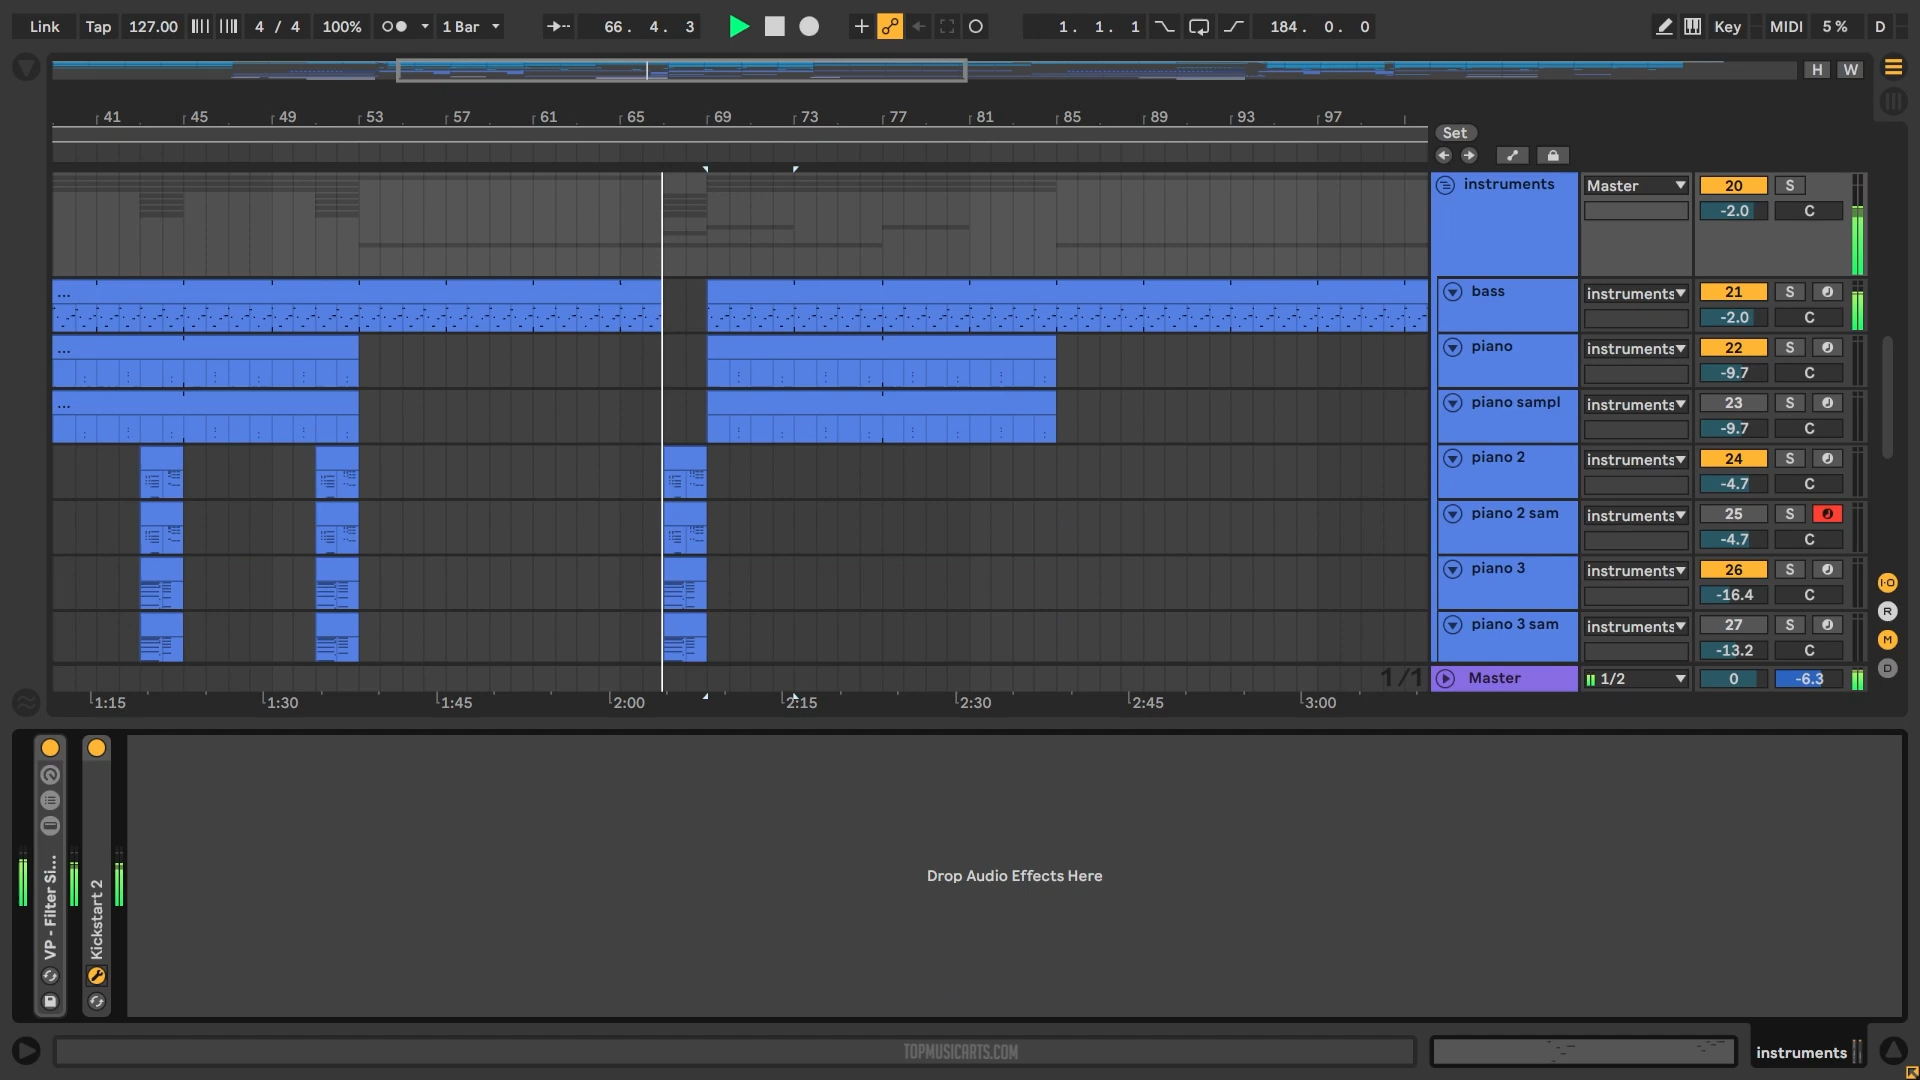 Link Tap 127.00 4 / 4 100% 1 Bar 66. 4. 3 1. 1. 1 184. 0. 0 Key MIDI 5 % D
H W
41 45 49 53 57 61 65 69 73 77 81 85 89 93 97
Set
instruments Master 20 S
-2.0 C
bass instruments 21 S
-2.0 C
piano instruments 22 S
-9.7 C
piano sampl instruments 23 S
-9.7 C
piano 2 instruments 24 S
-4.7 C
piano 2 sam instruments 25 S
-4.7 C
piano 3 instruments 26 S
-16.4 C
piano 3 sam instruments 27 S
-13.2 C
I·O
R
M
D
1/1 Master 1/2 0 -6.3
1:15 1:30 1:45 2:00 2:15 2:30 2:45 3:00
VP - Filter Si...
Kickstart 2
Drop Audio Effects Here
TOPMUSICARTS.COM
instruments